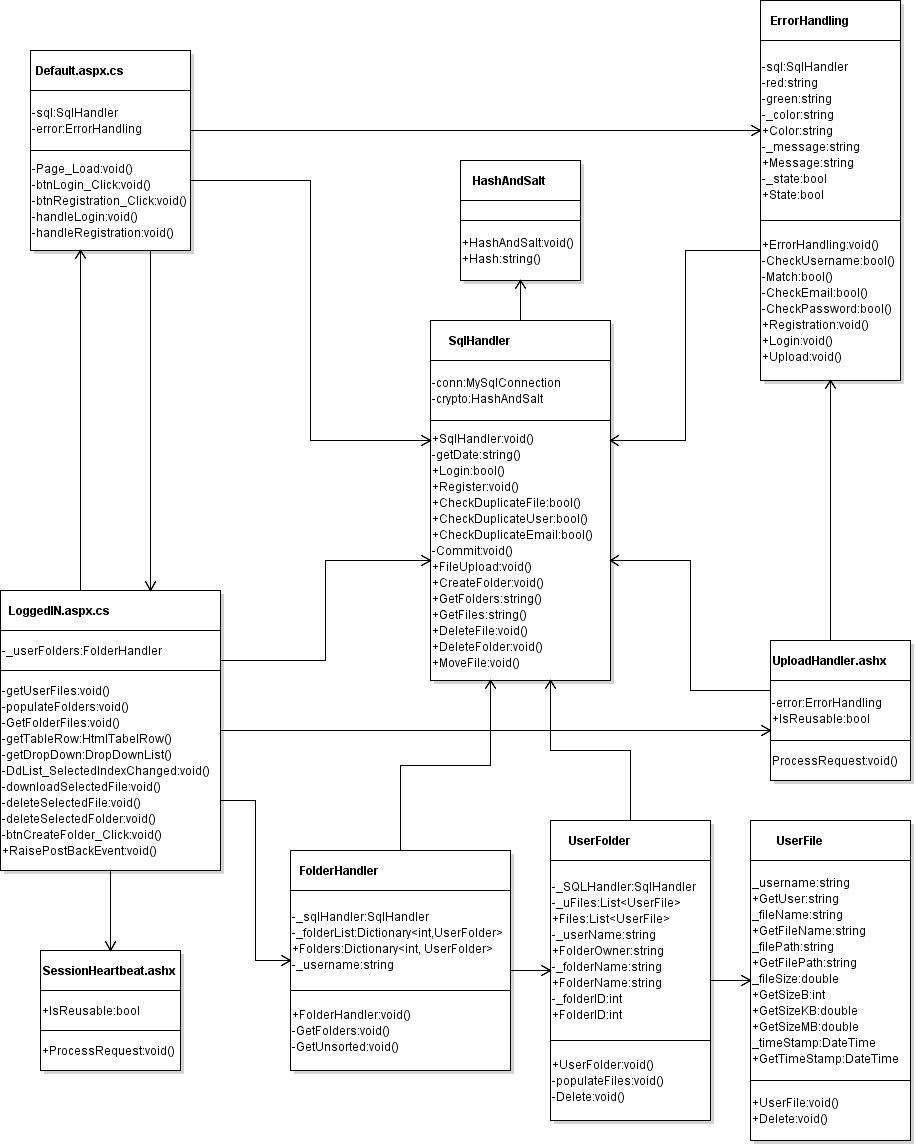 Default.aspx.cs
-sql:SqlHandler
-error:ErrorHandling
-Page_Load:void()
-btnLogin_Click:void()
-btnRegistration_Click:void()
-handleLogin:void()
-handleRegistration:void()
ErrorHandling
-sql:SqlHandler
-red:string
-green:string
-_color:string
+Color:string
-_message:string
+Message:string
-_state:bool
+State:bool
+ErrorHandling:void()
-CheckUsername:bool()
-Match:bool()
-CheckEmail:bool()
-CheckPassword:bool()
+Registration:void()
+Login:void()
+Upload:void()
HashAndSalt
+HashAndSalt:void()
+Hash:string()
SqlHandler
-conn:MySqlConnection
-crypto:HashAndSalt
+SqlHandler:void()
-getDate:string()
+Login:bool()
+Register:void()
+CheckDuplicateFile:bool()
+CheckDuplicateUser:bool()
+CheckDuplicateEmail:bool()
-Commit:void()
+FileUpload:void()
+CreateFolder:void()
+GetFolders:string()
+GetFiles:string()
+DeleteFile:void()
+DeleteFolder:void()
+MoveFile:void()
LoggedIN.aspx.cs
-_userFolders:FolderHandler
-getUserFiles:void()
-populateFolders:void()
-GetFolderFiles:void()
-getTableRow:HtmlTabelRow()
-getDropDown:DropDownList()
-DdList_SelectedIndexChanged:void()
-downloadSelectedFile:void()
-deleteSelectedFile:void()
-deleteSelectedFolder:void()
-btnCreateFolder_Click:void()
+RaisePostBackEvent:void()
UploadHandler.ashx
-error:ErrorHandling
+IsReusable:bool
ProcessRequest:void()
SessionHeartbeat.ashx
+IsReusable:bool
+ProcessRequest:void()
FolderHandler
-_sqlHandler:SqlHandler
-_folderList:Dictionary<int,UserFolder>
+Folders:Dictionary<int, UserFolder>
-_username:string
+FolderHandler:void()
-GetFolders:void()
-GetUnsorted:void()
UserFolder
-_SQLHandler:SqlHandler
-_uFiles:List<UserFile>
+Files:List<UserFile>
-_userName:string
+FolderOwner:string
-_folderName:string
+FolderName:string
-_folderID:int
+FolderID:int
+UserFolder:void()
-populateFiles:void()
-Delete:void()
UserFile
_username:string
+GetUser:string
_fileName:string
+GetFileName:string
_filePath:string
+GetFilePath:string
_fileSize:double
+GetSizeB:int
+GetSizeKB:double
+GetSizeMB:double
_timeStamp:DateTime
+GetTimeStamp:DateTime
+UserFile:void()
+Delete:void()